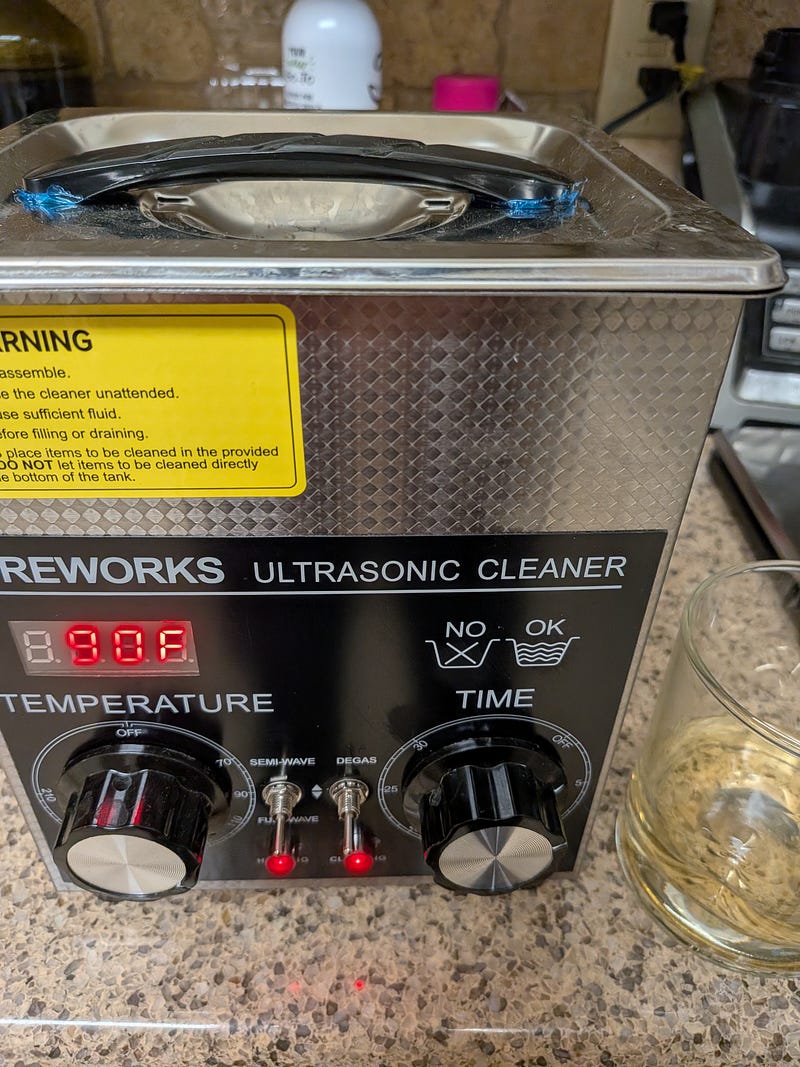 ARNING
assemble.
e the cleaner unattended.
use sufficient fluid.
efore filling or draining.
place items to be cleaned in the provided
DO NOT let items to be cleaned directly
e bottom of the tank.
REWORKS ULTRASONIC CLEANER
90F
NO OK
TEMPERATURE
TIME
OFF
70°
90°
210
SEMI-WAVE
DEGAS
30
OFF
5
25